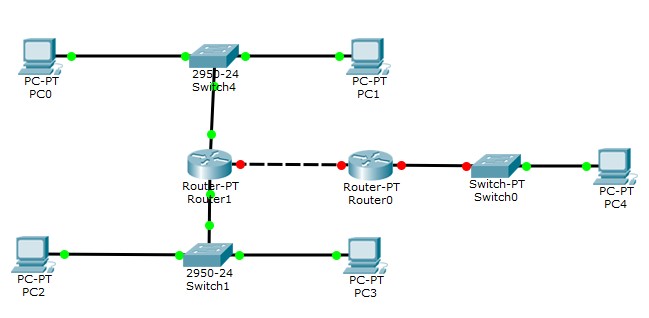 2950-24
Switch4
PC-PT
PC0
PC-PT
PC1
Router-PT
Router1
Router-PT
Router0
Switch-PT
Switch0
PC-PT
PC4
2950-24
Switch1
PC-PT
PC2
PC-PT
PC3